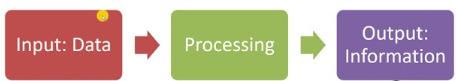 Input: Data
Processing
Output:
Information